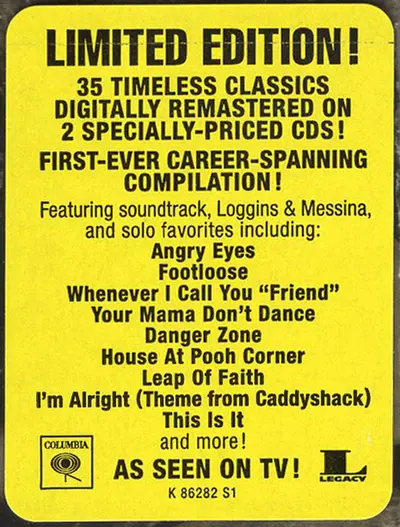 LIMITED EDITION!
35 TIMELESS CLASSICS
DIGITALLY REMASTERED ON
2 SPECIALLY-PRICED CDS!
FIRST-EVER CAREER-SPANNING
COMPILATION!
Featuring soundtrack, Loggins & Messina,
and solo favorites including:
Angry Eyes
Footloose
Whenever I Call You “Friend”
Your Mama Don’t Dance
Danger Zone
House At Pooh Corner
Leap Of Faith
I’m Alright (Theme from Caddyshack)
This Is It
and more!
COLUMBIA
AS SEEN ON TV!
L
LEGACY
K 86282 S1